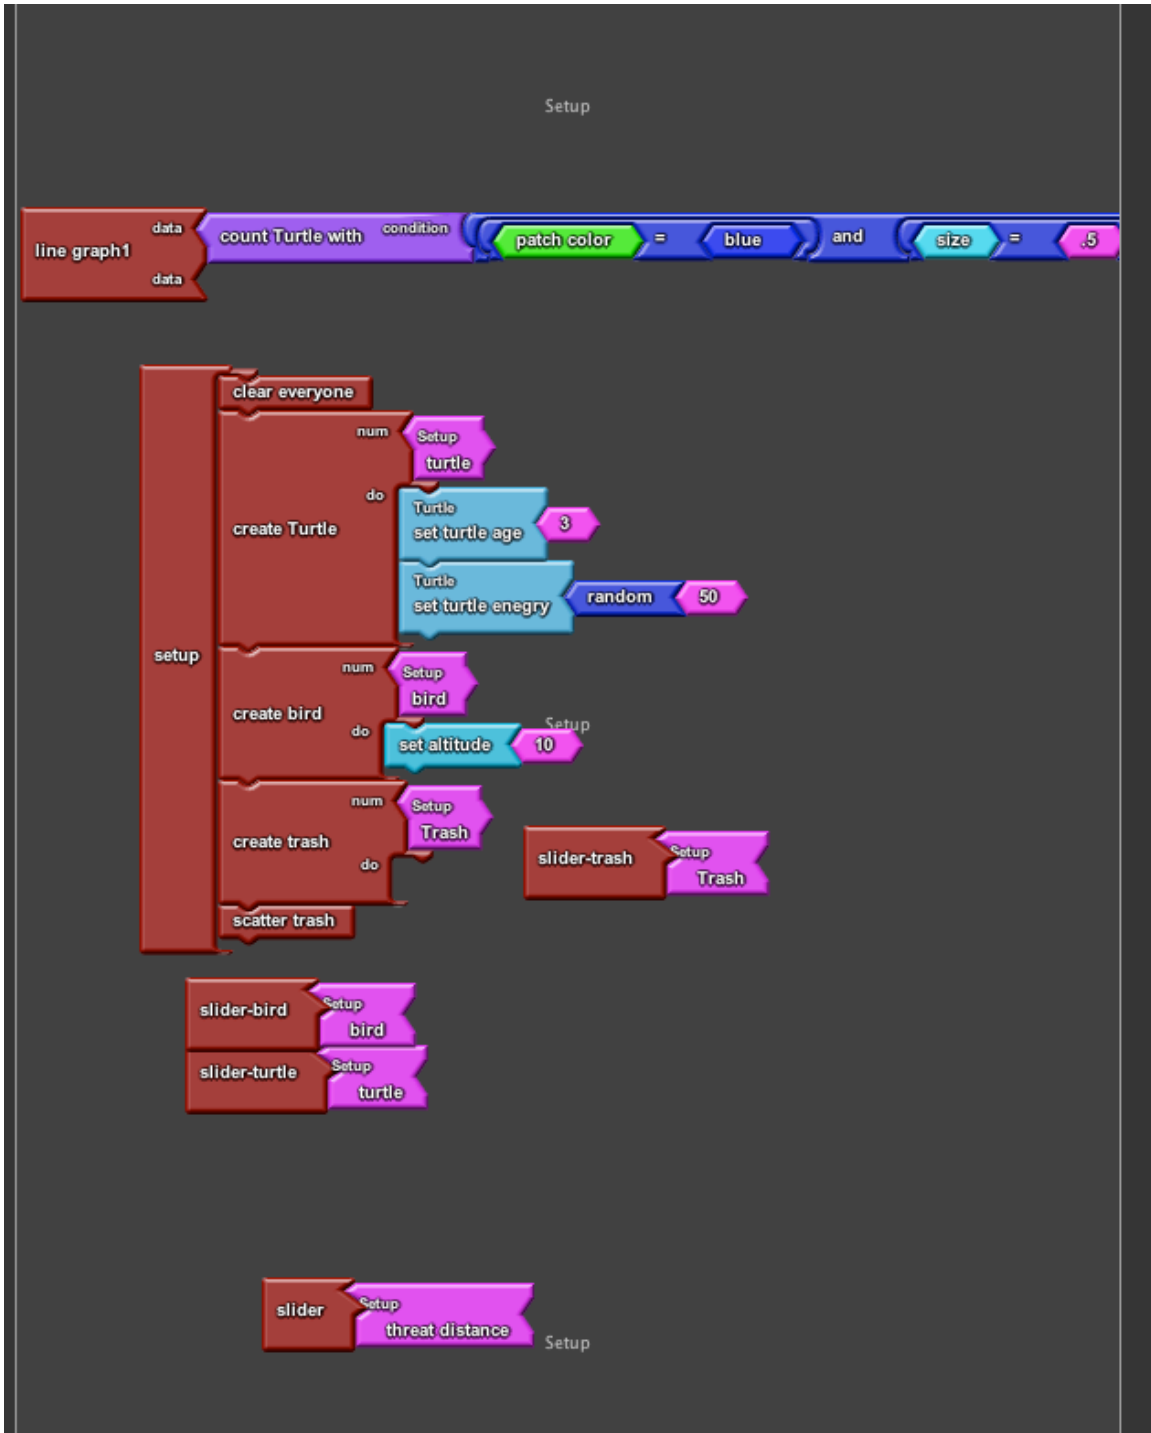 Setup
data
line graph1
data
count Turtle with condition
patch color = blue and size = .5
clear everyone
num
Setup
turtle
do
create Turtle
Turtle
set turtle age 3
Turtle
set turtle enegry random 50
setup
num
Setup
bird
create bird
do
set altitude 10
Setup
num
Setup
Trash
create trash
do
slider-trash
Setup
Trash
scatter trash
slider-bird
Setup
bird
slider-turtle
Setup
turtle
slider
Setup
threat distance
Setup